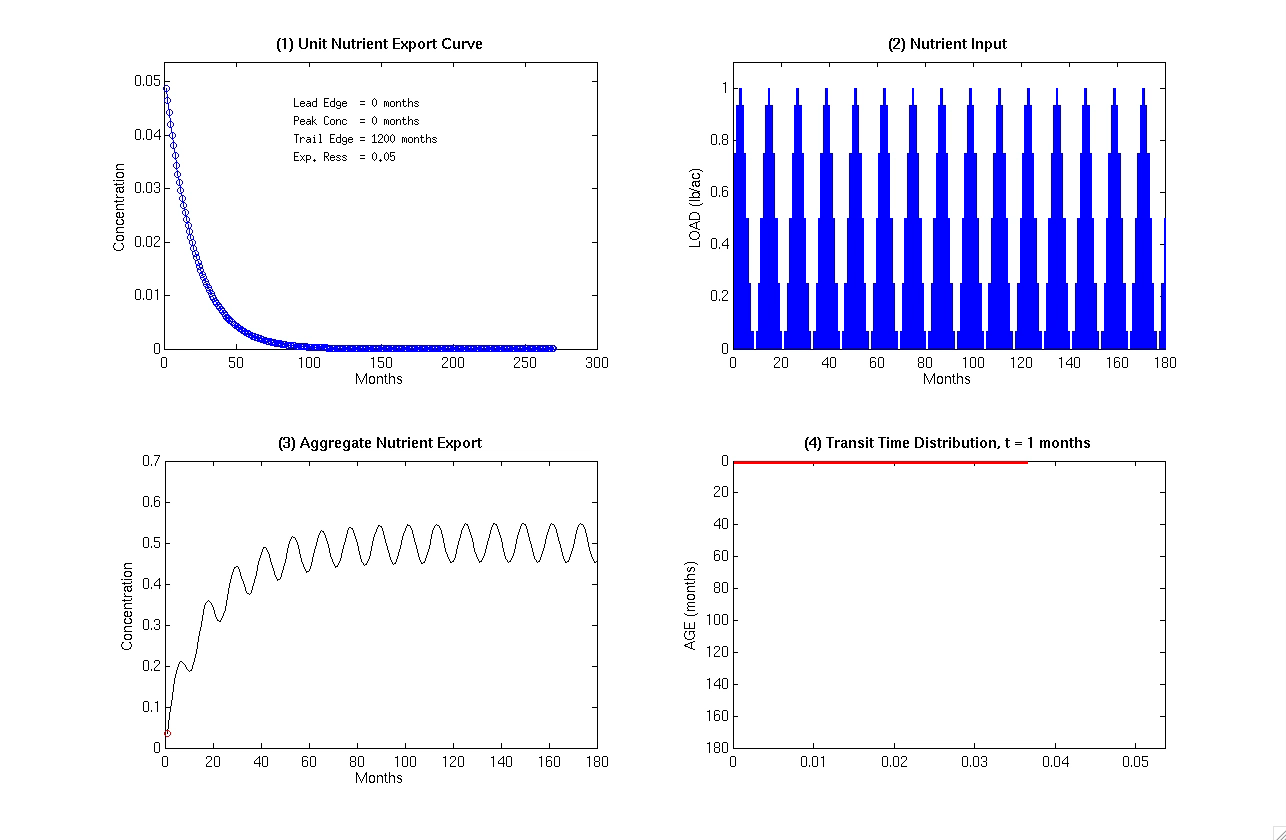 (1) Unit Nutrient Export Curve
0.05
0.04
0.03
0.02
0.01
0
Concentration
Lead Edge = 0 months
Peak Conc = 0 months
Trail Edge = 1200 months
Exp. Ress = 0.05
0 50 100 150 200 250 300
Months
(2) Nutrient Input
1
0.8
0.6
0.4
0.2
0
LOAD (lb/ac)
0 20 40 60 80 100 120 140 160 180
Months
(3) Aggregate Nutrient Export
0.7
0.6
0.5
0.4
0.3
0.2
0.1
0
Concentration
0 20 40 60 80 100 120 140 160 180
Months
(4) Transit Time Distribution, t = 1 months
0
20
40
60
80
100
120
140
160
180
AGE (months)
0 0.01 0.02 0.03 0.04 0.05